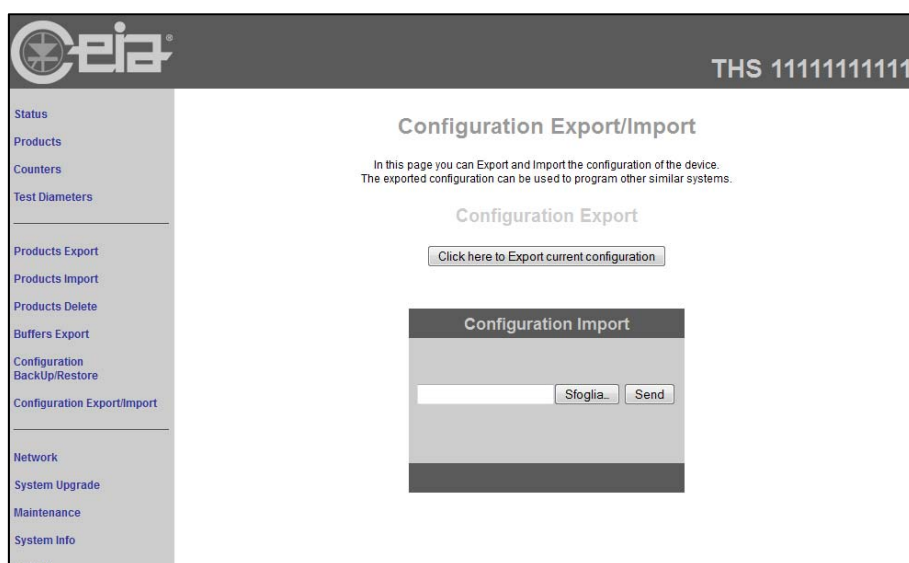 Ceia®
THS 11111111111
Status
Products
Counters
Test Diameters
Products Export
Products Import
Products Delete
Buffers Export
Configuration
BackUp/Restore
Configuration Export/Import
Network
System Upgrade
Maintenance
System Info
Configuration Export/Import
In this page you can Export and Import the configuration of the device.
The exported configuration can be used to program other similar systems.
Configuration Export
Click here to Export current configuration
Configuration Import
Sfoglia_ Send